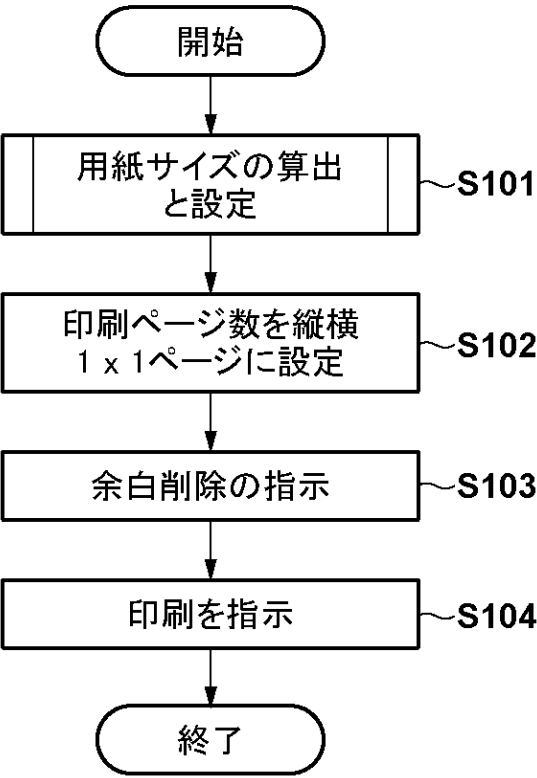 開始
用紙サイズの算出
と設定
S101
印刷ページ数を縦横
1 x 1ページに設定
S102
余白削除の指示
S103
印刷を指示
S104
終了